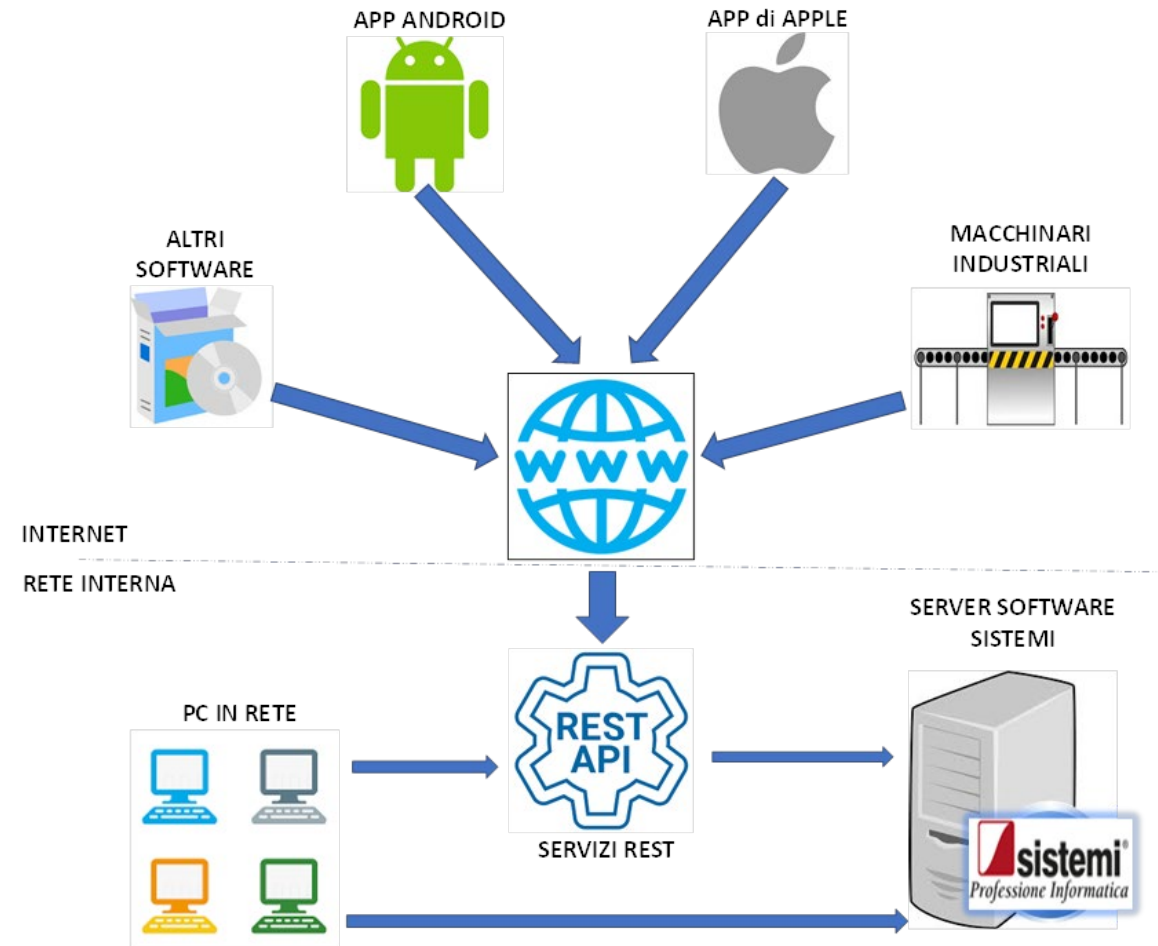 APP ANDROID
APP di APPLE
ALTRI
SOFTWARE
MACCHINARI
INDUSTRIALI
WWW
INTERNET
RETE INTERNA
SERVER SOFTWARE
SISTEMI
PC IN RETE
REST
API
SERVIZI REST
sistemi®
Professione Informatica